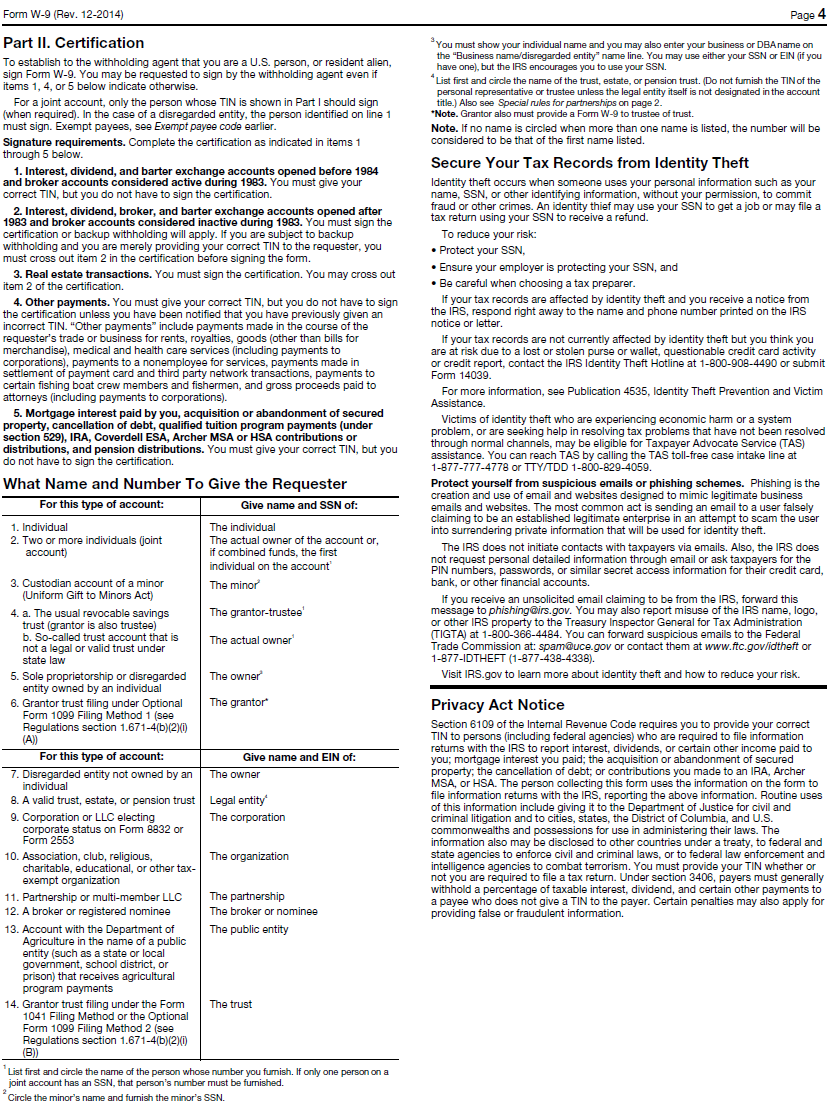 Form W-9 (Rev. 12-2014)
Page 4
Part II. Certification
To establish to the withholding agent that you are a U.S. person, or resident alien,
sign Form W-9. You may be requested to sign by the withholding agent even if
items 1, 4, or 5 below indicate otherwise.
For a joint account, only the person whose TIN is shown in Part I should sign
(when required). In the case of a disregarded entity, the person identified on line 1
must sign. Exempt payees, see Exempt payee code earlier.
Signature requirements. Complete the certification as indicated in items 1
through 5 below.
1. Interest, dividend, and barter exchange accounts opened before 1984
and broker accounts considered active during 1983. You must give your
correct TIN, but you do not have to sign the certification.
2. Interest, dividend, broker, and barter exchange accounts opened after
1983 and broker accounts considered inactive during 1983. You must sign the
certification or backup withholding will apply. If you are subject to backup
withholding and you are merely providing your correct TIN to the requester, you
must cross out item 2 in the certification before signing the form.
3. Real estate transactions. You must sign the certification. You may cross out
item 2 of the certification.
4. Other payments. You must give your correct TIN, but you do not have to sign
the certification unless you have been notified that you have previously given an
incorrect TIN. “Other payments” include payments made in the course of the
requester’s trade or business for rents, royalties, goods (other than bills for
merchandise), medical and health care services (including payments to
corporations), payments to a nonemployee for services, payments made in
settlement of payment card and third party network transactions, payments to
certain fishing boat crew members and fishermen, and gross proceeds paid to
attorneys (including payments to corporations).
5. Mortgage interest paid by you, acquisition or abandonment of secured
property, cancellation of debt, qualified tuition program payments (under
section 529), IRA, Coverdell ESA, Archer MSA or HSA contributions or
distributions, and pension distributions. You must give your correct TIN, but you
do not have to sign the certification.
What Name and Number To Give the Requester
For this type of account: Give name and SSN of:
1. Individual The individual
2. Two or more individuals (joint The actual owner of the account or,
account) if combined funds, the first
individual on the account¹
3. Custodian account of a minor The minor²
(Uniform Gift to Minors Act)
4. a. The usual revocable savings The grantor-trustee¹
trust (grantor is also trustee)
b. So-called trust account that is The actual owner¹
not a legal or valid trust under
state law
5. Sole proprietorship or disregarded The owner³
entity owned by an individual
6. Grantor trust filing under Optional The grantor*
Form 1099 Filing Method 1 (see
Regulations section 1.671-4(b)(2)(i)
(A))
For this type of account: Give name and EIN of:
7. Disregarded entity not owned by an The owner
individual
8. A valid trust, estate, or pension trust Legal entity⁴
9. Corporation or LLC electing The corporation
corporate status on Form 8832 or
Form 2553
10. Association, club, religious, The organization
charitable, educational, or other tax-
exempt organization
11. Partnership or multi-member LLC The partnership
12. A broker or registered nominee The broker or nominee
13. Account with the Department of The public entity
Agriculture in the name of a public
entity (such as a state or local
government, school district, or
prison) that receives agricultural
program payments
14. Grantor trust filing under the Form The trust
1041 Filing Method or the Optional
Form 1099 Filing Method 2 (see
Regulations section 1.671-4(b)(2)(i)
(B))
¹ List first and circle the name of the person whose number you furnish. If only one person on a
joint account has an SSN, that person’s number must be furnished.
² Circle the minor’s name and furnish the minor’s SSN.
³ You must show your individual name and you may also enter your business or DBA name on
the “Business name/disregarded entity” name line. You may use either your SSN or EIN (if you
have one), but the IRS encourages you to use your SSN.
⁴ List first and circle the name of the trust, estate, or pension trust. (Do not furnish the TIN of the
personal representative or trustee unless the legal entity itself is not designated in the account
title.) Also see Special rules for partnerships on page 2.
*Note. Grantor also must provide a Form W-9 to trustee of trust.
Note. If no name is circled when more than one name is listed, the number will be
considered to be that of the first name listed.
Secure Your Tax Records from Identity Theft
Identity theft occurs when someone uses your personal information such as your
name, SSN, or other identifying information, without your permission, to commit
fraud or other crimes. An identity thief may use your SSN to get a job or may file a
tax return using your SSN to receive a refund.
To reduce your risk:
• Protect your SSN,
• Ensure your employer is protecting your SSN, and
• Be careful when choosing a tax preparer.
If your tax records are affected by identity theft and you receive a notice from
the IRS, respond right away to the name and phone number printed on the IRS
notice or letter.
If your tax records are not currently affected by identity theft but you think you
are at risk due to a lost or stolen purse or wallet, questionable credit card activity
or credit report, contact the IRS Identity Theft Hotline at 1-800-908-4490 or submit
Form 14039.
For more information, see Publication 4535, Identity Theft Prevention and Victim
Assistance.
Victims of identity theft who are experiencing economic harm or a system
problem, or are seeking help in resolving tax problems that have not been resolved
through normal channels, may be eligible for Taxpayer Advocate Service (TAS)
assistance. You can reach TAS by calling the TAS toll-free case intake line at
1-877-777-4778 or TTY/TDD 1-800-829-4059.
Protect yourself from suspicious emails or phishing schemes. Phishing is the
creation and use of email and websites designed to mimic legitimate business
emails and websites. The most common act is sending an email to a user falsely
claiming to be an established legitimate enterprise in an attempt to scam the user
into surrendering private information that will be used for identity theft.
The IRS does not initiate contacts with taxpayers via emails. Also, the IRS does
not request personal detailed information through email or ask taxpayers for the
PIN numbers, passwords, or similar secret access information for their credit card,
bank, or other financial accounts.
If you receive an unsolicited email claiming to be from the IRS, forward this
message to phishing@irs.gov. You may also report misuse of the IRS name, logo,
or other IRS property to the Treasury Inspector General for Tax Administration
(TIGTA) at 1-800-366-4484. You can forward suspicious emails to the Federal
Trade Commission at: spam@uce.gov or contact them at www.ftc.gov/idtheft or
1-877-IDTHEFT (1-877-438-4338).
Visit IRS.gov to learn more about identity theft and how to reduce your risk.
Privacy Act Notice
Section 6109 of the Internal Revenue Code requires you to provide your correct
TIN to persons (including federal agencies) who are required to file information
returns with the IRS to report interest, dividends, or certain other income paid to
you; mortgage interest you paid; the acquisition or abandonment of secured
property; the cancellation of debt; or contributions you made to an IRA, Archer
MSA, or HSA. The person collecting this form uses the information on the form to
file information returns with the IRS, reporting the above information. Routine uses
of this information include giving it to the Department of Justice for civil and
criminal litigation and to cities, states, the District of Columbia, and U.S.
commonwealths and possessions for use in administering their laws. The
information also may be disclosed to other countries under a treaty, to federal and
state agencies to enforce civil and criminal laws, or to federal law enforcement and
intelligence agencies to combat terrorism. You must provide your TIN whether or
not you are required to file a tax return. Under section 3406, payers must generally
withhold a percentage of taxable interest, dividend, and certain other payments to
a payee who does not give a TIN to the payer. Certain penalties may also apply for
providing false or fraudulent information.